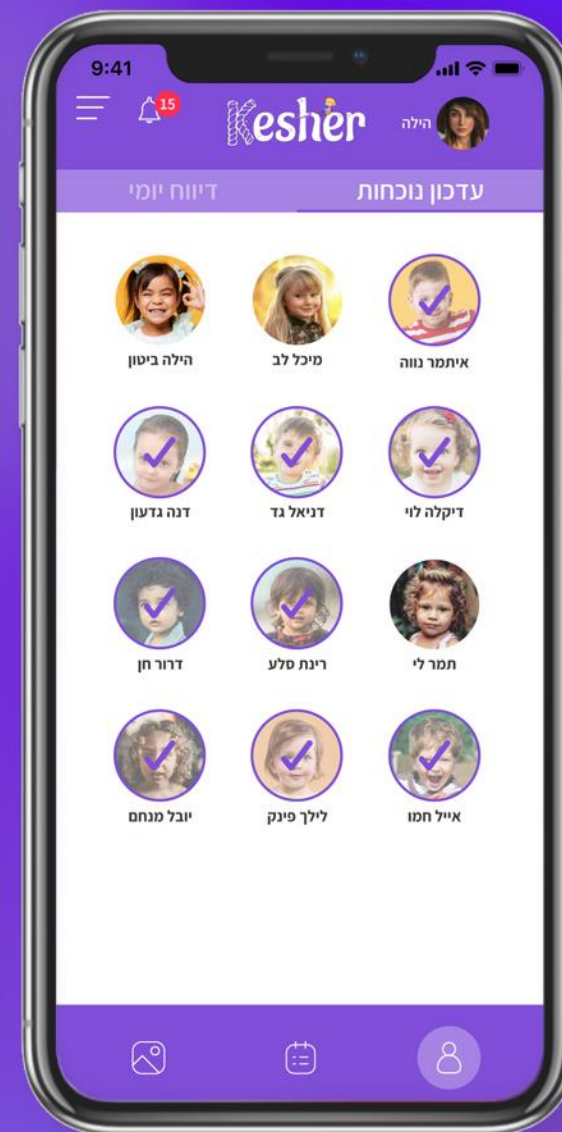 9:41
15
Kesher
הילה
עדכון נוכחות
דיווח יומי
איתמר נווה
מיכל לב
הילה ביטון
דיקלה לוי
דניאל גד
דנה גדעון
תמר לי
רינת סלע
דרור חן
אייל חמו
לילך פינק
יובל מנחם